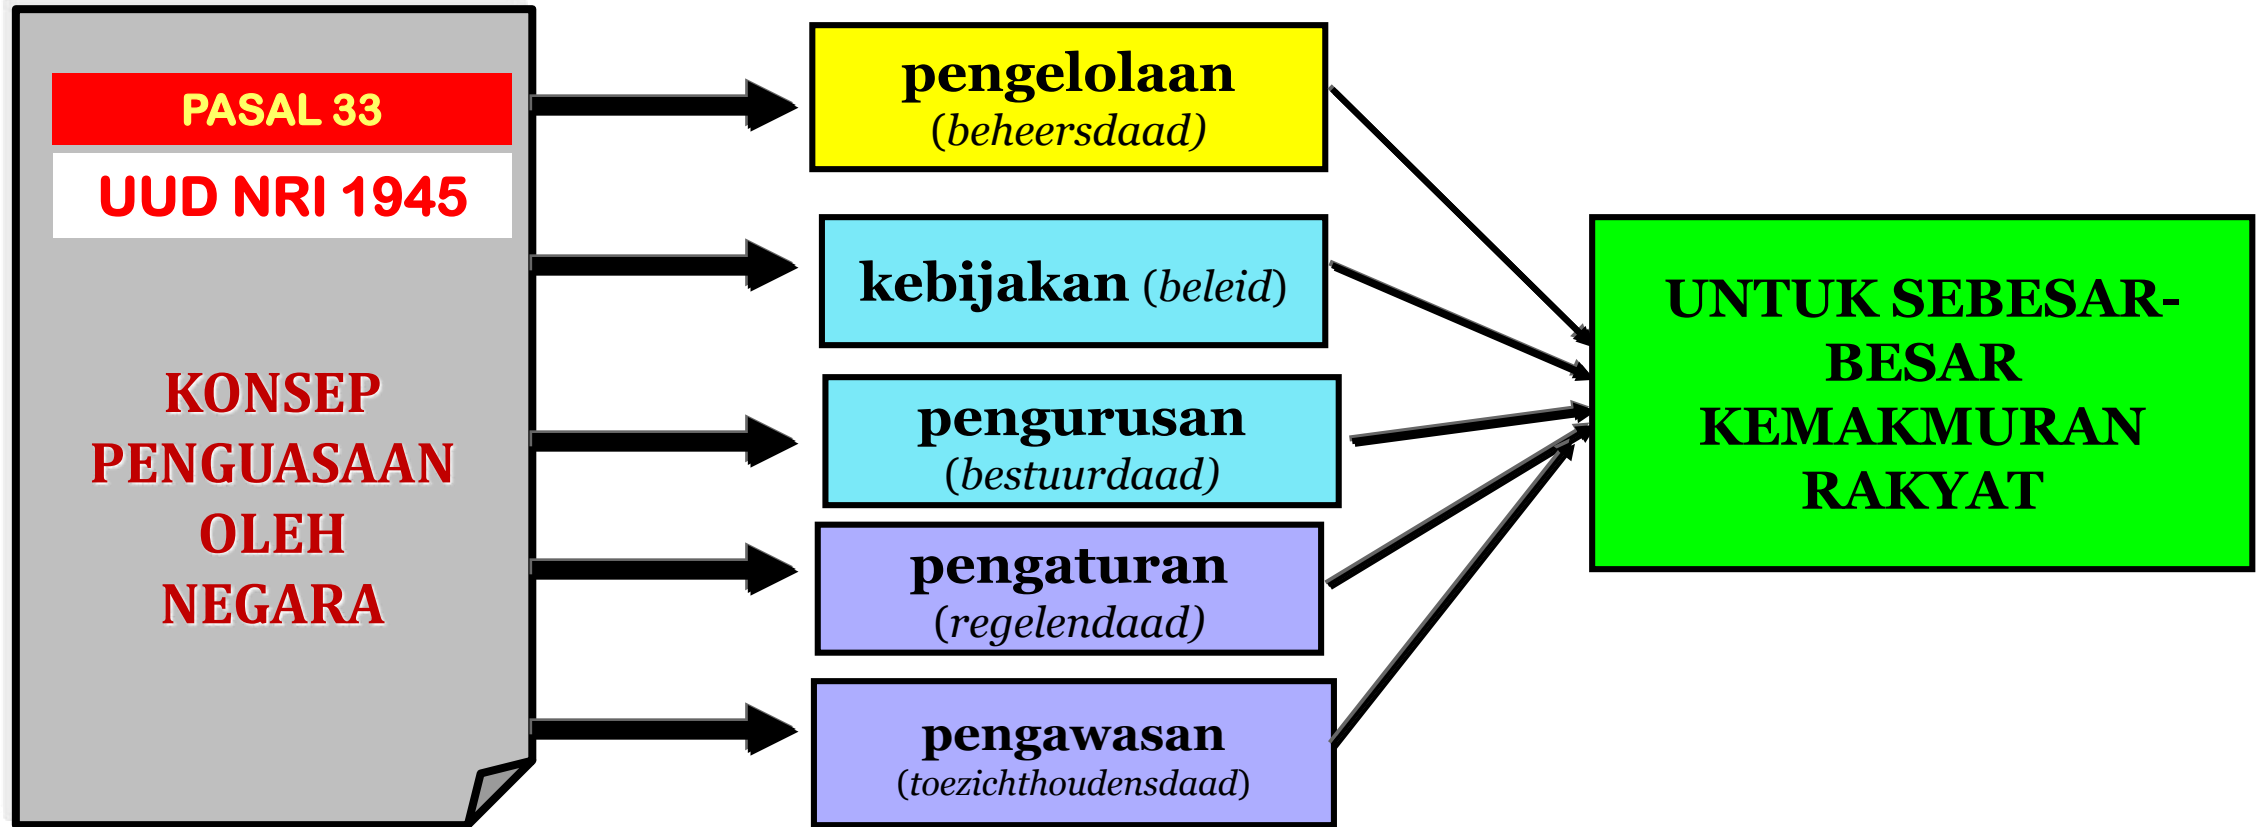 PASAL 33
UUD NRI 1945
KONSEP
PENGUASAAN
OLEH
NEGARA
pengelolaan
(beheersdaad)
kebijakan (beleid)
pengurusan
(bestuurdaad)
pengaturan
(regelendaad)
pengawasan
(toezichthoudensdaad)
UNTUK SEBESAR-
BESAR
KEMAKMURAN
RAKYAT